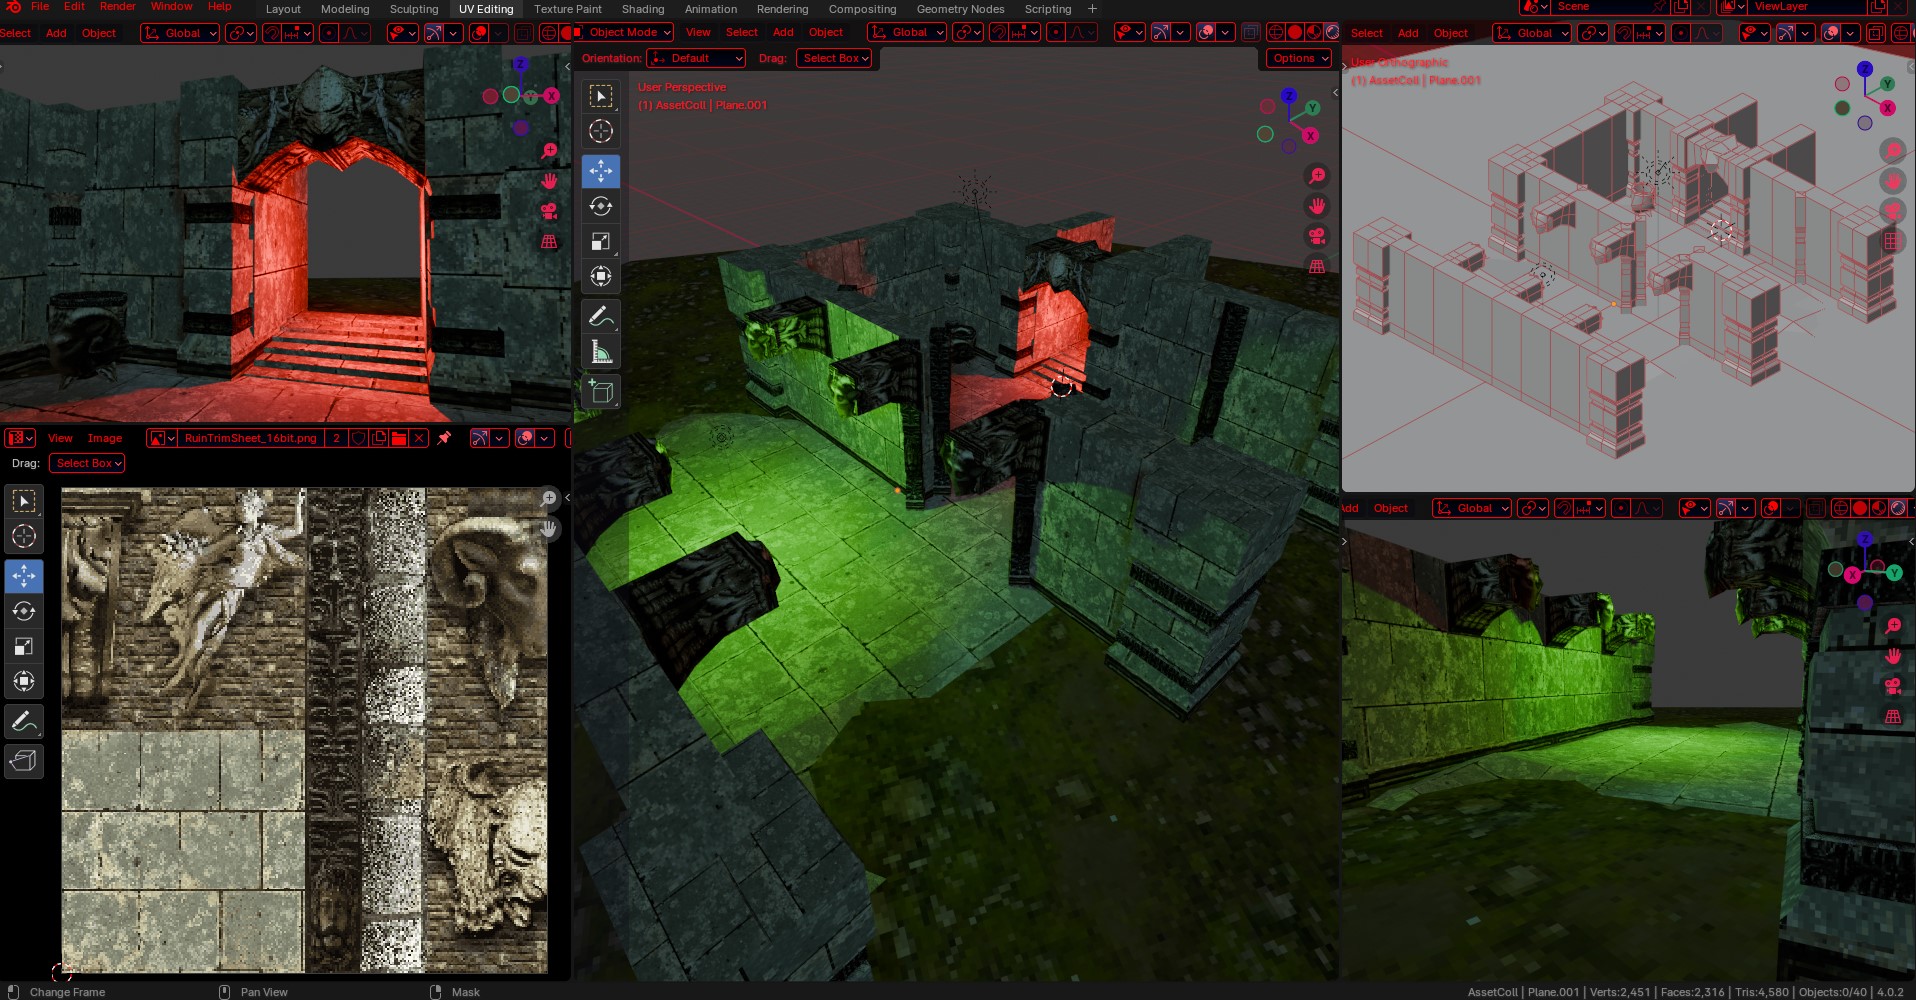 File Edit Render Window Help
Layout Modeling Sculpting UV Editing Texture Paint Shading Animation Rendering Compositing Geometry Nodes Scripting +
Scene ViewLayer
Select Add Object Global
Object Mode View Select Add Object Global
Select Add Object Global
Orientation: Default Drag: Select Box Options
User Perspective
(1) AssetColl | Plane.001
User Orthographic
(1) AssetColl | Plane.001
Z
X
Y
Z
Y
X
Z
Y
X
View Image RuinTrimSheet_16bit.png 2
Drag: Select Box
Add Object Global
Z
X
Y
Change Frame Pan View Mask
AssetColl | Plane.001 | Verts:2,451 | Faces:2,316 | Tris:4,580 | Objects:0/40 | 4.0.2